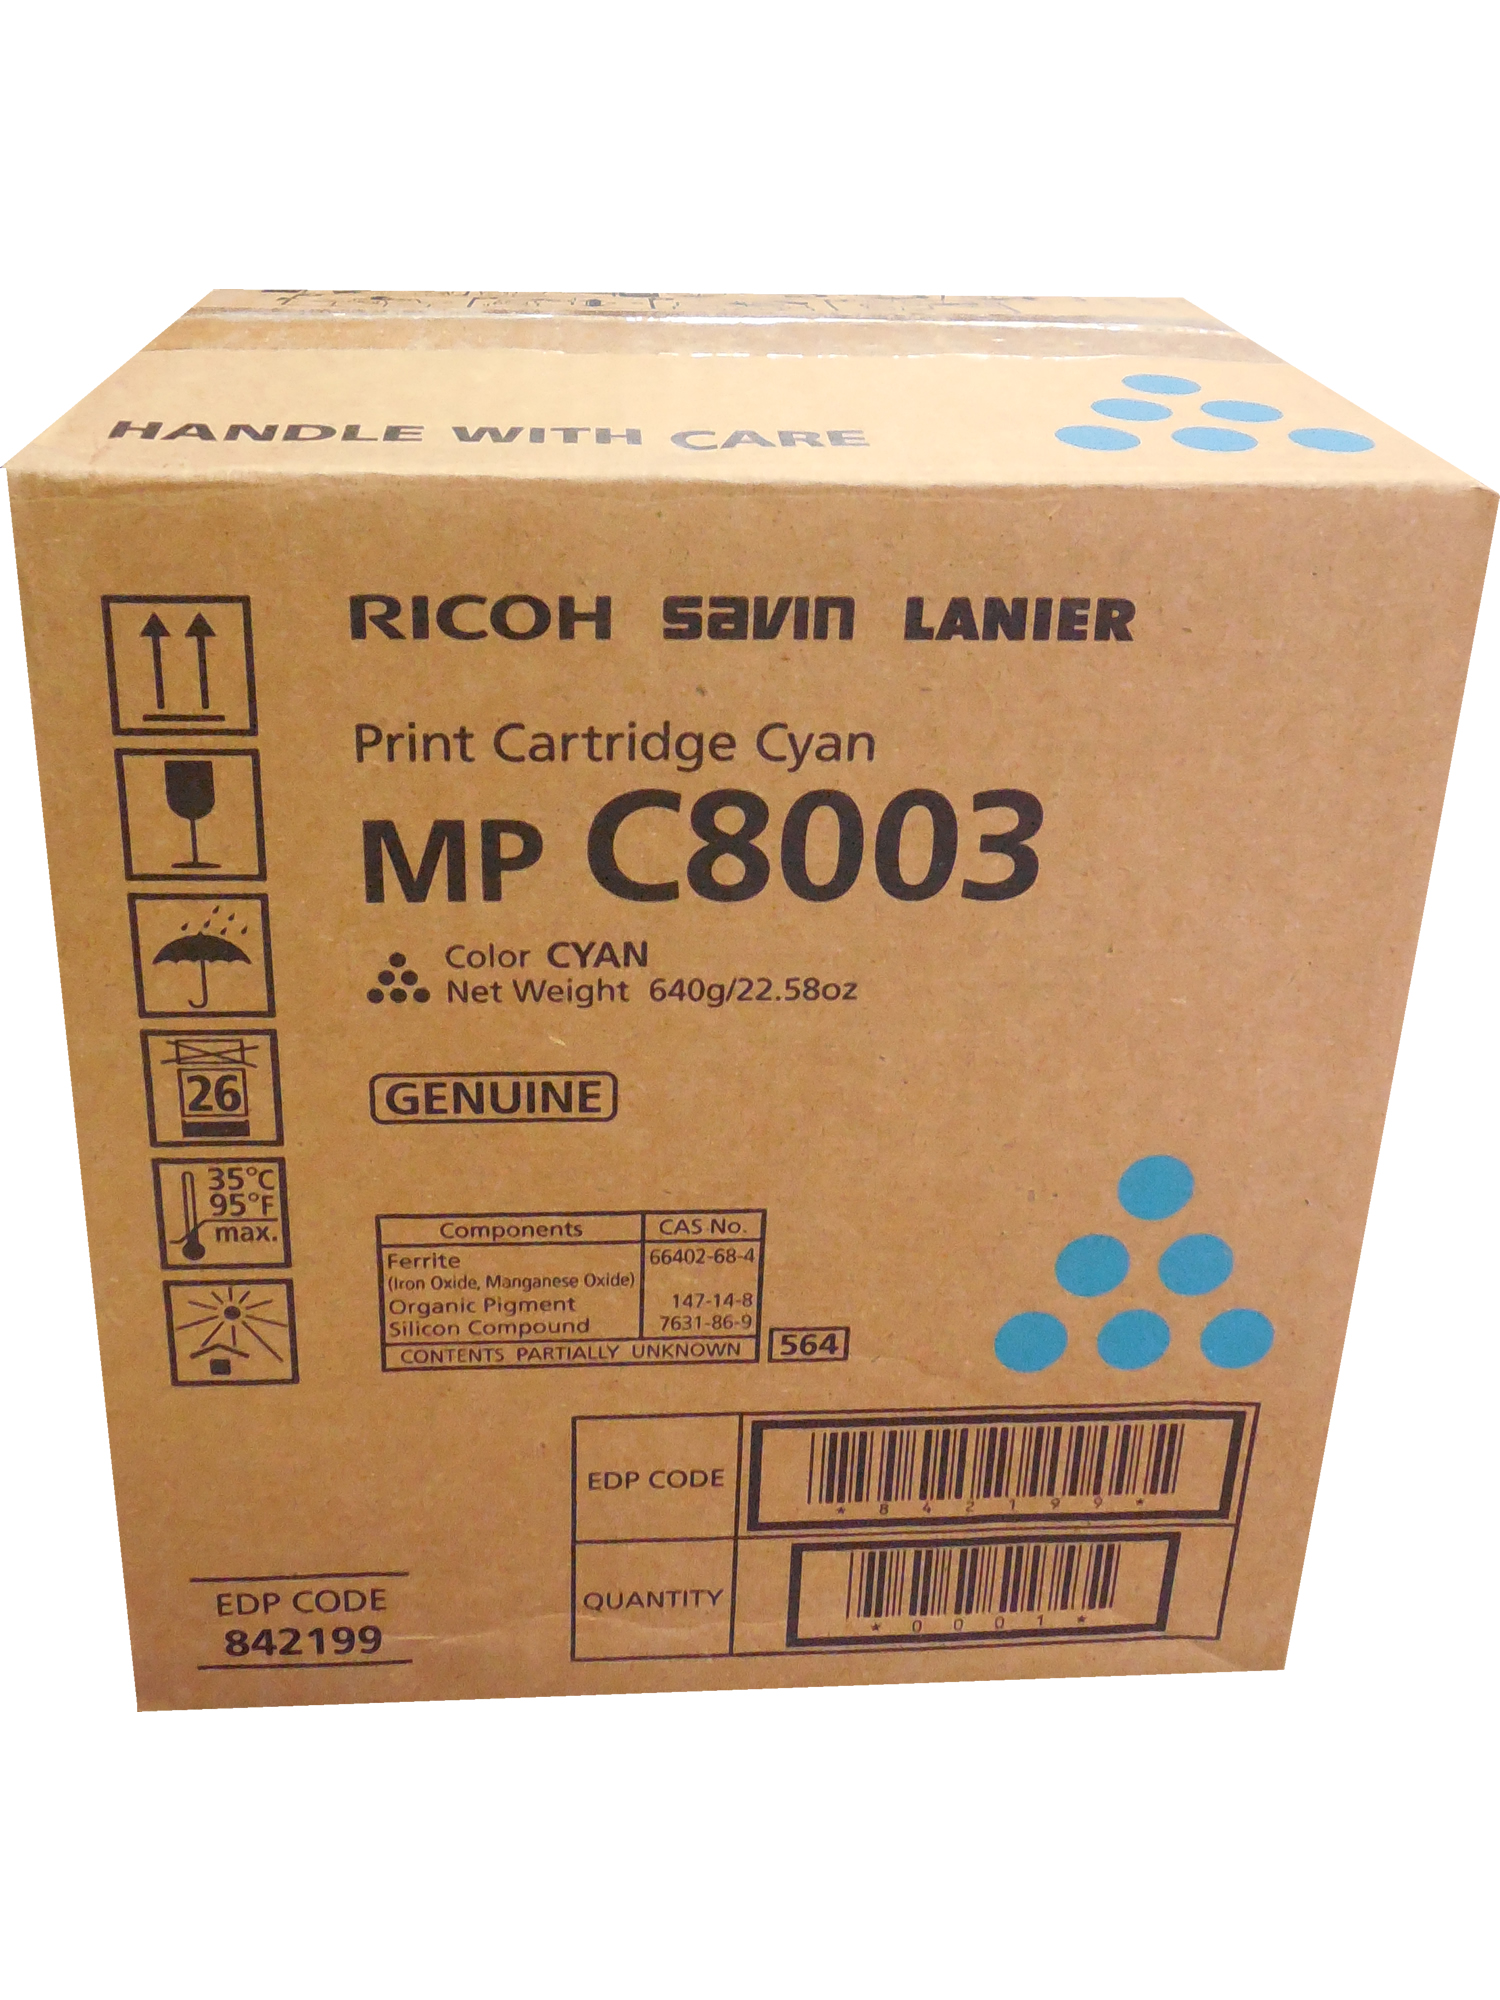 HANDLE WITH CARE
RICOH savin LANIER
Print Cartridge Cyan
MP C8003
Color CYAN
Net Weight 640g/22.58oz
26
GENUINE
35°C
95°F
max.
Components CAS No.
Ferrite 66402-68-4
(Iron Oxide, Manganese Oxide)
Organic Pigment 147-14-8
Silicon Compound 7631-86-9
CONTENTS PARTIALLY UNKNOWN
564
EDP CODE
*842199*
QUANTITY
*0001*
EDP CODE
842199